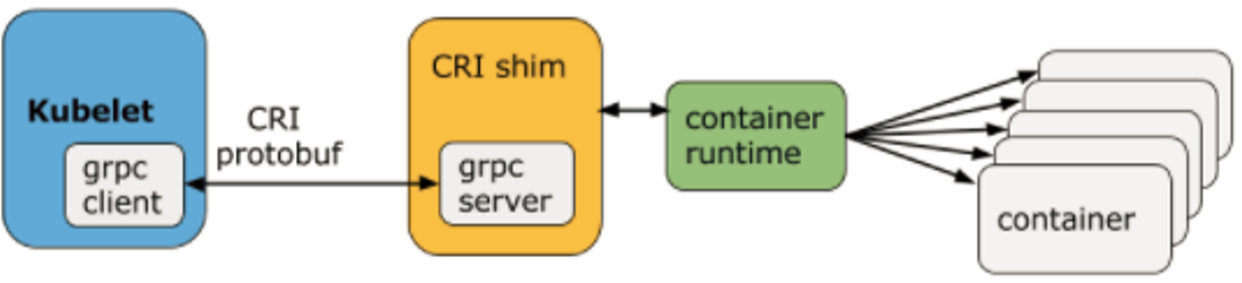 Kubelet
grpc
client
CRI
protobuf
CRI shim
grpc
server
container
runtime
container